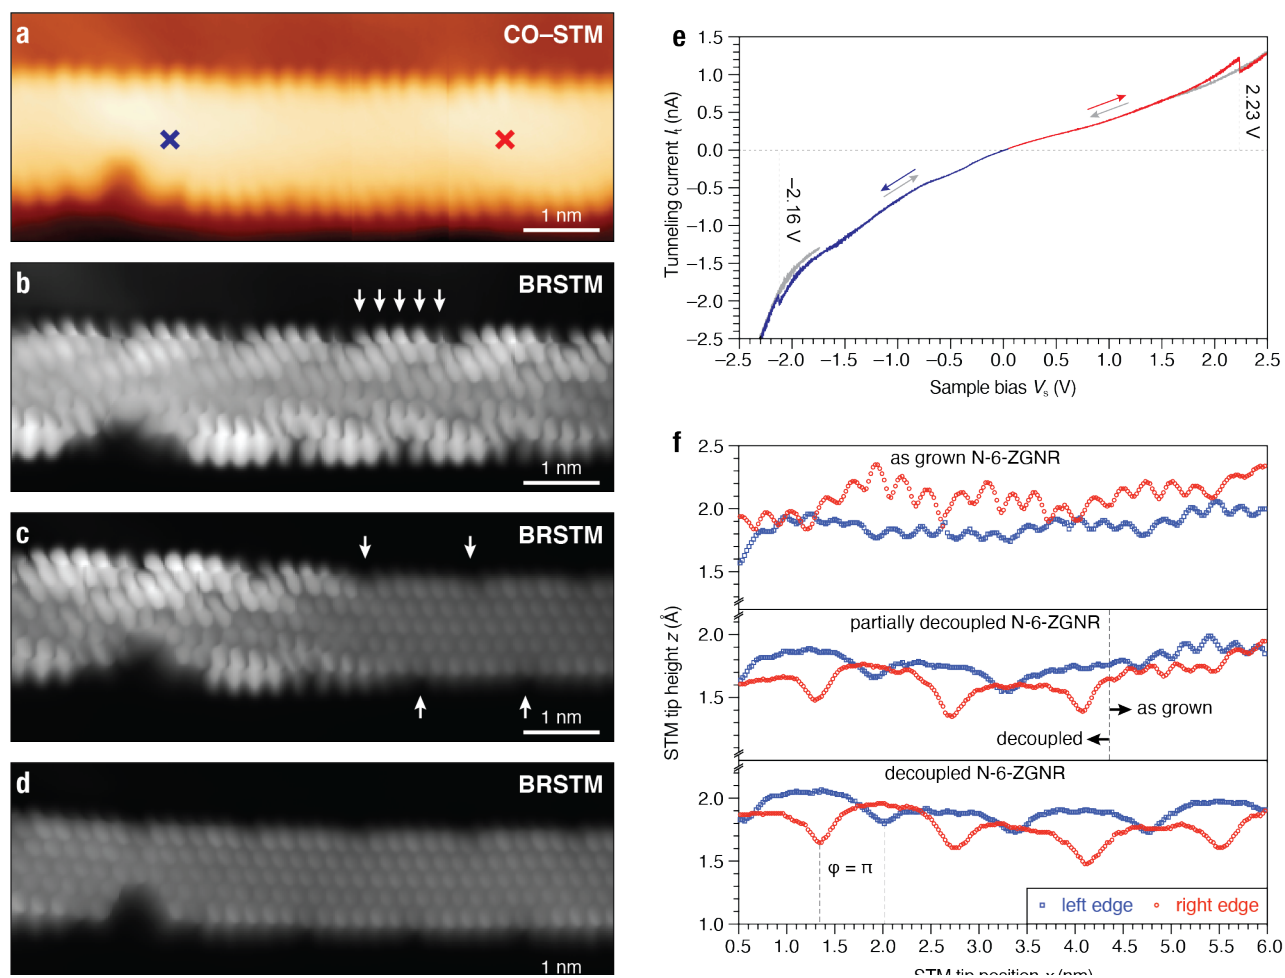 a
CO–STM
1 nm
b
BRSTM
1 nm
c
BRSTM
1 nm
d
BRSTM
1 nm
e
1.5
1.0
0.5
0.0
−0.5
−1.0
−1.5
−2.0
−2.5
Tunneling current It (nA)
2.23 V
−2.16 V
−2.5 −2.0 −1.5 −1.0 −0.5 0.0 0.5 1.0 1.5 2.0 2.5
Sample bias Vs (V)
f
2.5
2.0
1.5
2.0
1.5
2.0
1.5
1.0
STM tip height z (Å)
as grown N-6-ZGNR
partially decoupled N-6-ZGNR
as grown
decoupled
decoupled N-6-ZGNR
φ = π
left edge right edge
0.5 1.0 1.5 2.0 2.5 3.0 3.5 4.0 4.5 5.0 5.5 6.0
STM tip position x (nm)